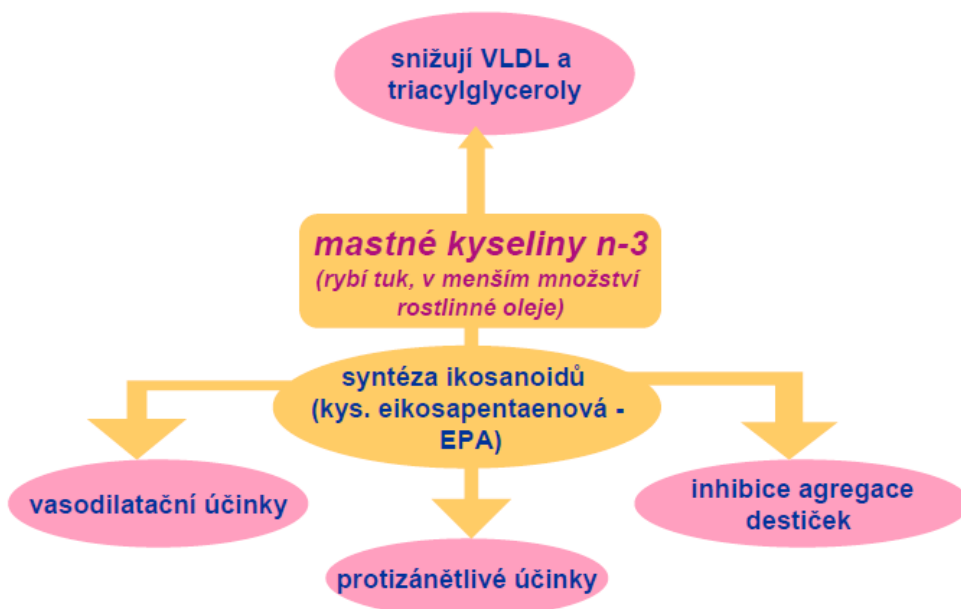 snižují VLDL a
triacylglyceroly
mastné kyseliny n-3
(rybí tuk, v menším množství
rostlinné oleje)
syntéza ikosanoidů
(kys. eikosapentaenová -
EPA)
vasodilatační účinky
inhibice agregace
destiček
protizánětlivé účinky